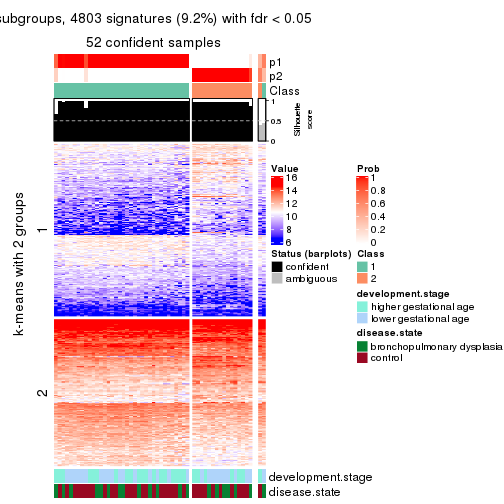 subgroups, 4803 signatures (9.2%) with fdr < 0.05
52 confident samples
p1
p2
Class
1
0.5
0
Silhouette
score
k-means with 2 groups
1
2
Value
16
14
12
10
8
6
Prob
1
0.8
0.6
0.4
0.2
0
Status (barplots)
confident
ambiguous
Class
1
2
development.stage
higher gestational age
lower gestational age
disease.state
bronchopulmonary dysplasia
control
development.stage
disease.state